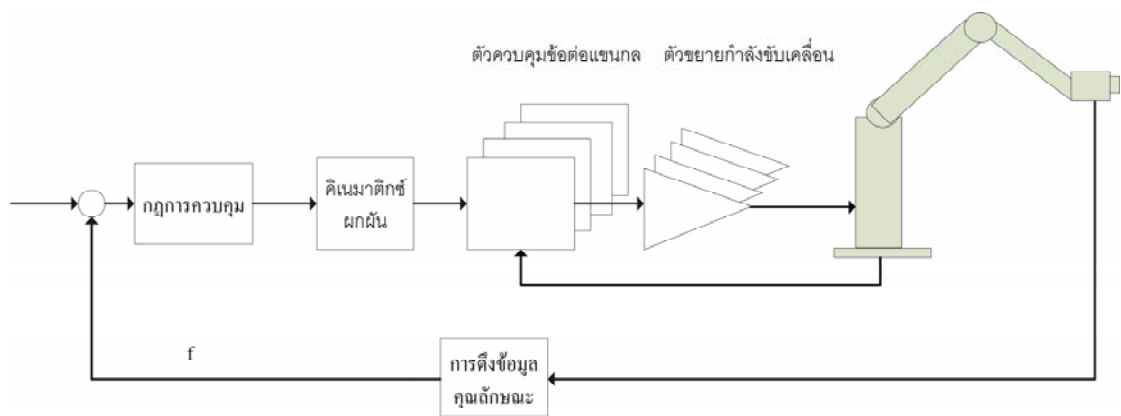 ตัวควบคุมข้อต่อแขนกล ตัวขยายกำลังขับเคลื่อน
กฎการควบคุม
คิเนมาติกซ์
ผกผัน
f
การดึงข้อมูล
คุณลักษณะ